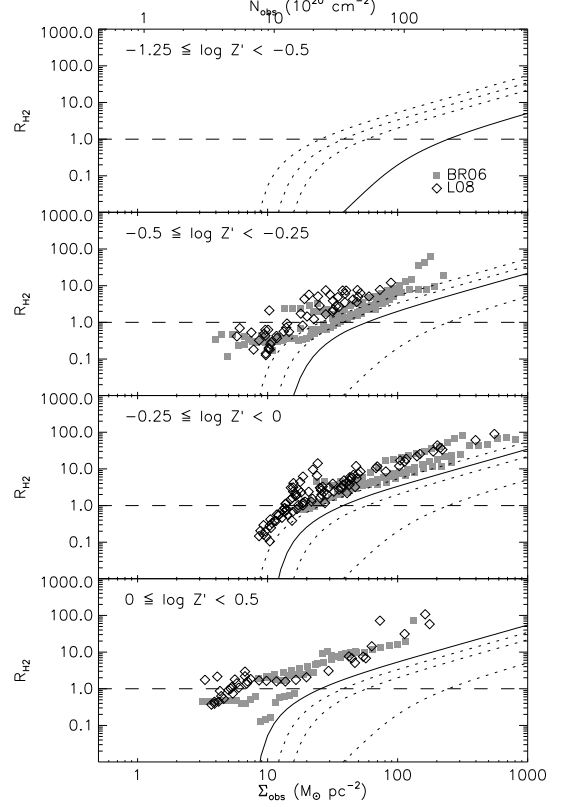 N_obs (10^20 cm^-2)
1 10 100
1000.0
100.0
10.0
1.0
0.1
R_H2
-1.25 ≦ log Z' < -0.5
BR06
L08
1000.0
100.0
10.0
1.0
0.1
R_H2
-0.5 ≦ log Z' < -0.25
1000.0
100.0
10.0
1.0
0.1
R_H2
-0.25 ≦ log Z' < 0
1000.0
100.0
10.0
1.0
0.1
R_H2
0 ≦ log Z' < 0.5
1 10 100 1000
Σ_obs (M_⊙ pc^-2)